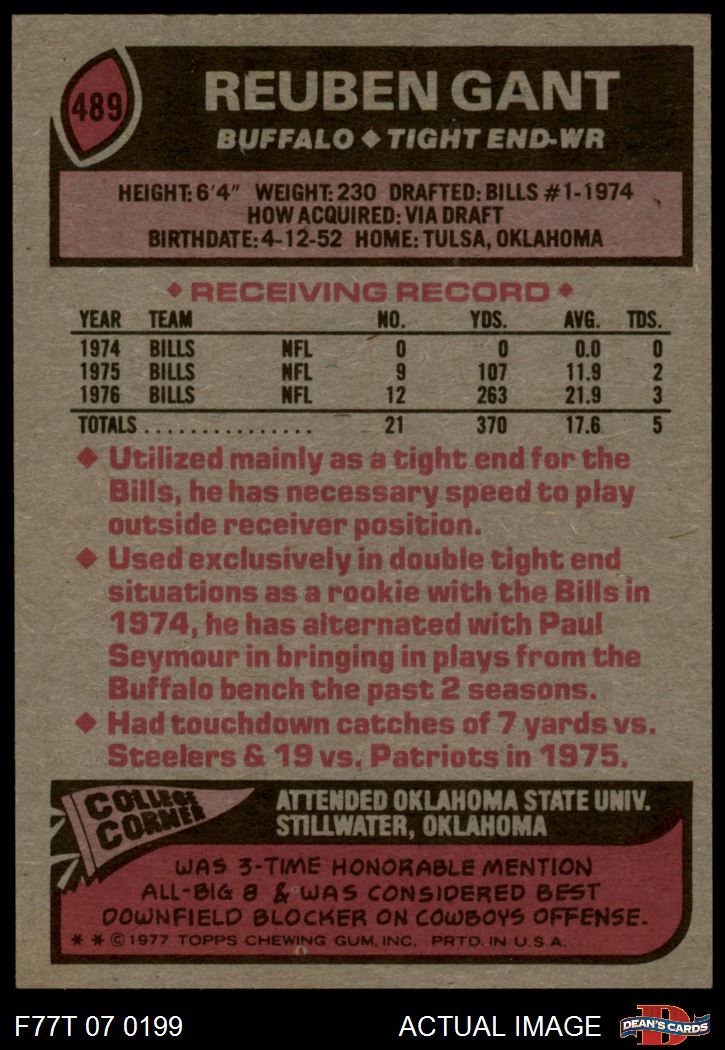 489
REUBEN GANT
BUFFALO ◆ TIGHT END-WR
HEIGHT: 6'4" WEIGHT: 230 DRAFTED: BILLS #1-1974
HOW ACQUIRED: VIA DRAFT
BIRTHDATE: 4-12-52 HOME: TULSA, OKLAHOMA
◆ RECEIVING RECORD ◆
YEAR TEAM NO. YDS. AVG. TDS.
1974 BILLS NFL 0 0 0.0 0
1975 BILLS NFL 9 107 11.9 2
1976 BILLS NFL 12 263 21.9 3
TOTALS ............... 21 370 17.6 5
◆ Utilized mainly as a tight end for the
Bills, he has necessary speed to play
outside receiver position.
◆ Used exclusively in double tight end
situations as a rookie with the Bills in
1974, he has alternated with Paul
Seymour in bringing in plays from the
Buffalo bench the past 2 seasons.
◆ Had touchdown catches of 7 yards vs.
Steelers & 19 vs. Patriots in 1975.
COLLEGE
CORNER
ATTENDED OKLAHOMA STATE UNIV.
STILLWATER, OKLAHOMA
WAS 3-TIME HONORABLE MENTION
ALL-BIG 8 & WAS CONSIDERED BEST
DOWNFIELD BLOCKER ON COWBOYS OFFENSE.
* * © 1977 TOPPS CHEWING GUM, INC. PRTD. IN U.S.A.
F77T 07 0199
ACTUAL IMAGE
D
DEAN'S CARDS